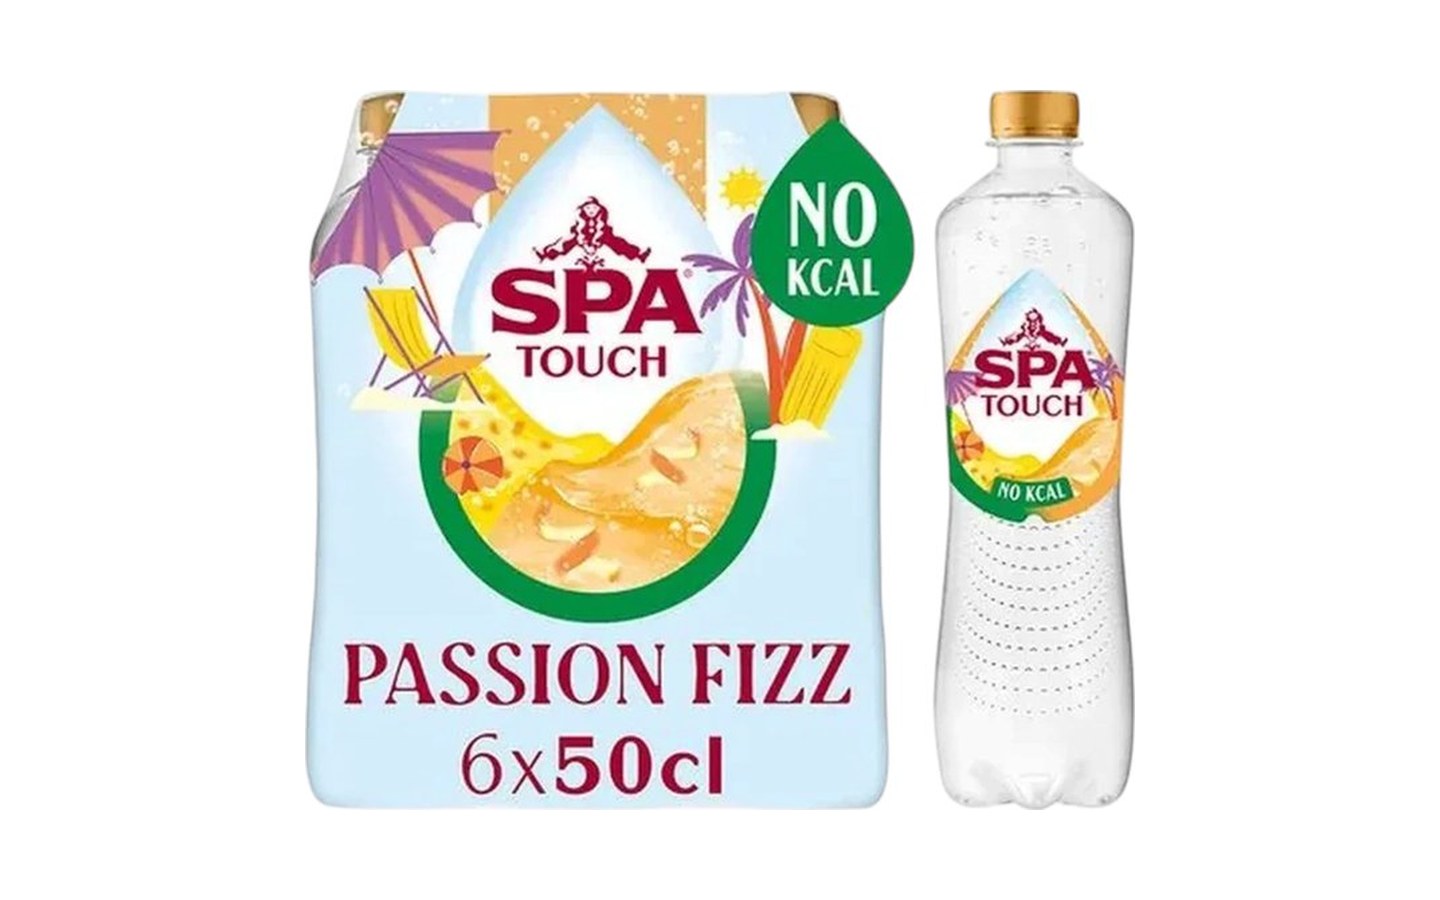 SPA®
TOUCH
NO
KCAL
PASSION FIZZ
6x50cl
SPA
TOUCH
NO KCAL